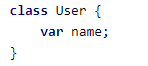 class User {
    var name;
}